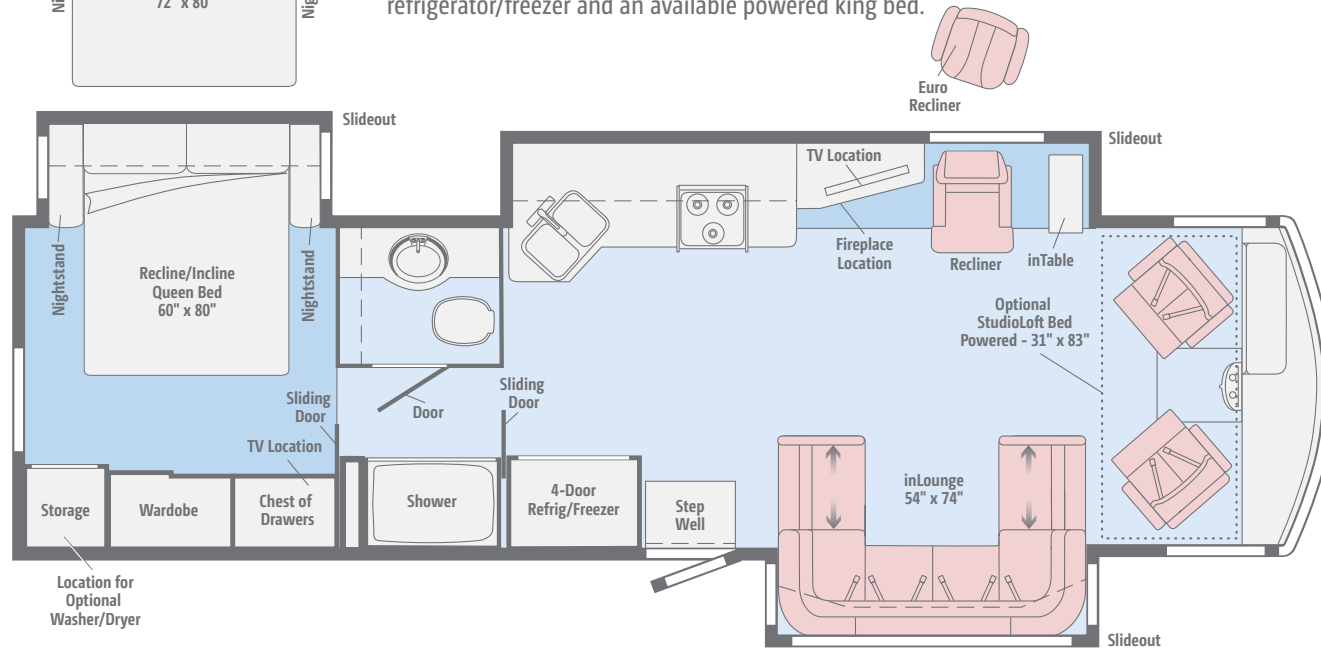 refrigerator/freezer and an available powered king bed.
72" x 80"
Euro
Recliner
Slideout
Slideout
TV Location
Fireplace
Location
Recliner
inTable
Nightstand
Recline/Incline
Queen Bed
60" x 80"
Nightstand
Optional
StudioLoft Bed
Powered - 31" x 83"
Sliding
Door
Door
Sliding
Door
TV Location
Storage
Wardobe
Chest of
Drawers
Shower
4-Door
Refrig/Freezer
Step
Well
inLounge
54" x 74"
Location for
Optional
Washer/Dryer
Slideout